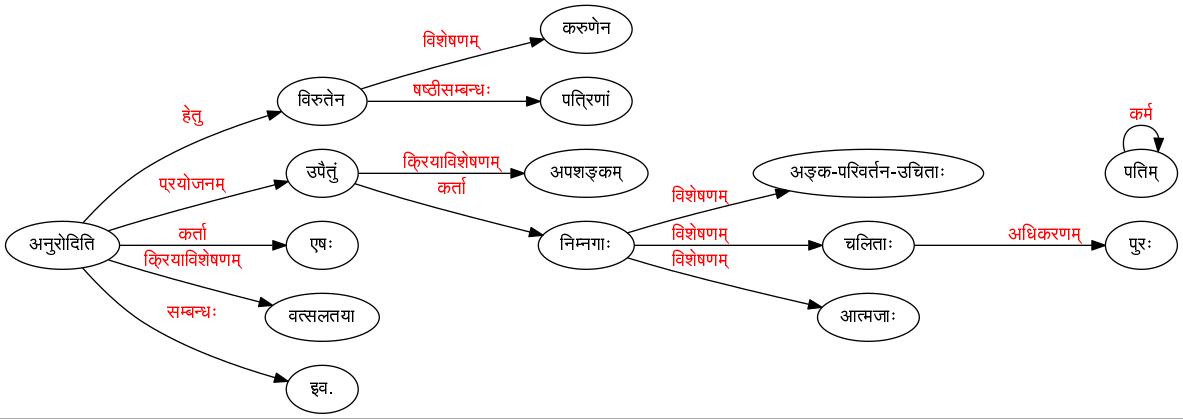 करुणेन
विशेषणम्
षष्ठीसम्बन्धः
विरुतेन
पत्रिणां
कर्म
हेतु
क्रियाविशेषणम्
उपैतुं
अपशङ्कम्
अङ्क-परिवर्तन-उचिताः
पतिम्
प्रयोजनम्
कर्ता
विशेषणम्
कर्ता
विशेषणम्
अधिकरणम्
अनुरोदिति
एषः
निम्नगाः
चलिताः
पुरः
क्रियाविशेषणम्
विशेषणम्
सम्बन्धः
वत्सलतया
आत्मजाः
इव.